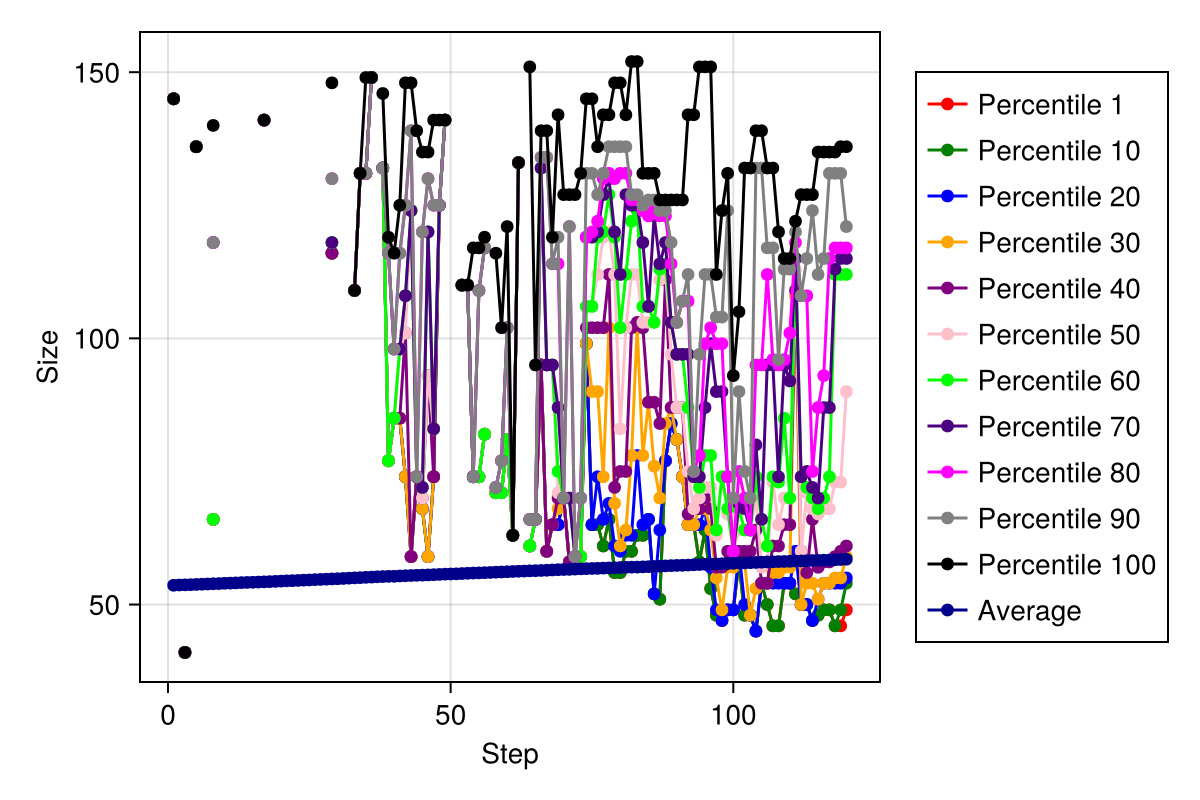 150
100
50
Size
0
50
100
Step
Percentile 1
Percentile 10
Percentile 20
Percentile 30
Percentile 40
Percentile 50
Percentile 60
Percentile 70
Percentile 80
Percentile 90
Percentile 100
Average